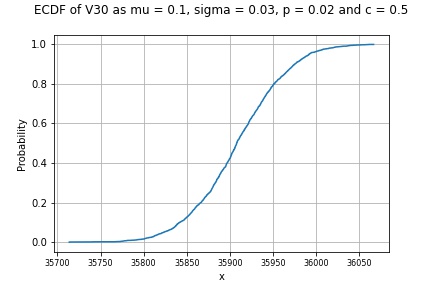 ECDF of V30 as mu = 0.1, sigma = 0.03, p = 0.02 and c = 0.5
1.0
0.8
0.6
0.4
0.2
0.0
Probability
35700 35750 35800 35850 35900 35950 36000 36050
x